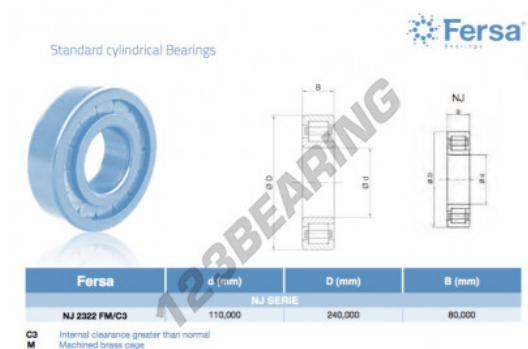 Fersa
Bearings
Standard cylindrical Bearings
B
Ø D
Ø d
NJ
B
Ø D
Ø d
123BEARING
Fersa d (mm) D (mm) B (mm)
NJ SERIE
NJ 2322 FM/C3 110,000 240,000 80,000
C3 Internal clearance greater than normal
M Machined brass cage